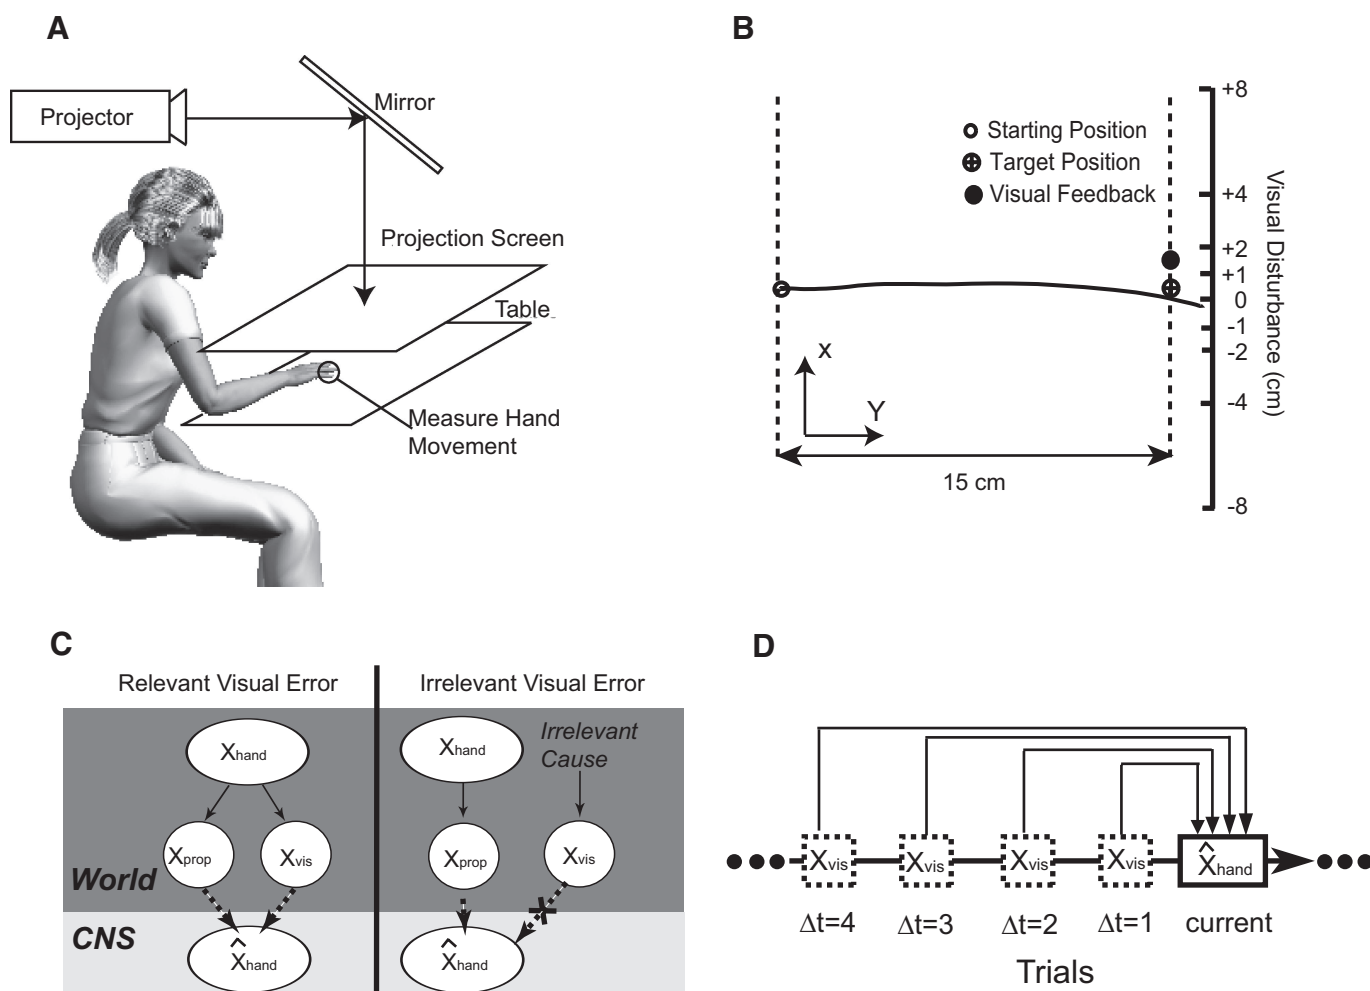 A
Projector
Mirror
Projection Screen
Table
Measure Hand
Movement
B
Starting Position
Target Position
Visual Feedback
+8
+4
+2
+1
0
-1
-2
-4
-8
Visual Disturbance (cm)
x
Y
15 cm
C
Relevant Visual Error
Irrelevant Visual Error
Xhand
Xhand
Irrelevant
Cause
Xprop
Xvis
Xprop
Xvis
World
CNS
X̂hand
X̂hand
D
Xvis
Xvis
Xvis
Xvis
X̂hand
Δt=4
Δt=3
Δt=2
Δt=1
current
Trials